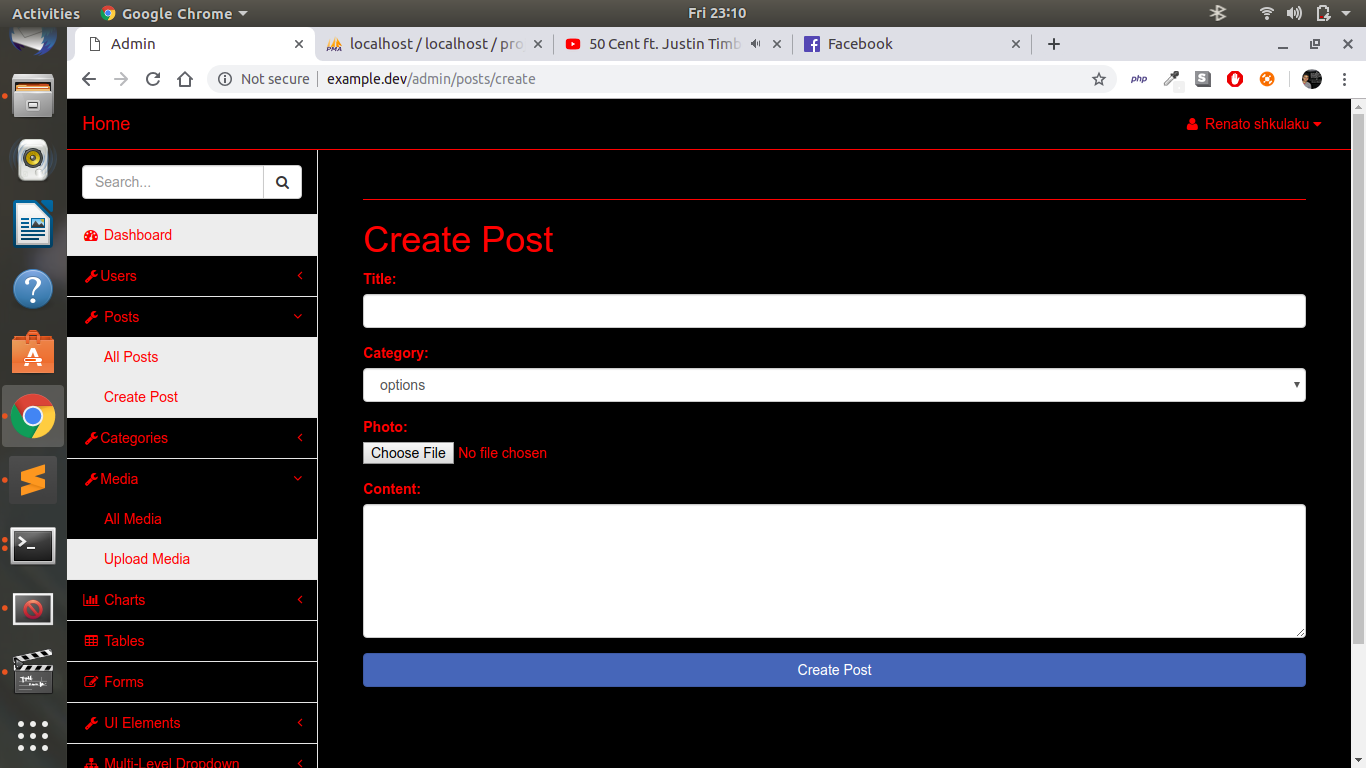 Activities Google Chrome Fri 23:10
Admin localhost / localhost / pro 50 Cent ft. Justin Timb Facebook
Not secure example.dev/admin/posts/create php
Home Renato shkulaku
Search...
Dashboard
Users
Posts
All Posts
Create Post
Categories
Media
All Media
Upload Media
Charts
Tables
Forms
UI Elements
Multi-Level Dropdown
Create Post
Title:
Category:
options
Photo:
Choose File No file chosen
Content:
Create Post